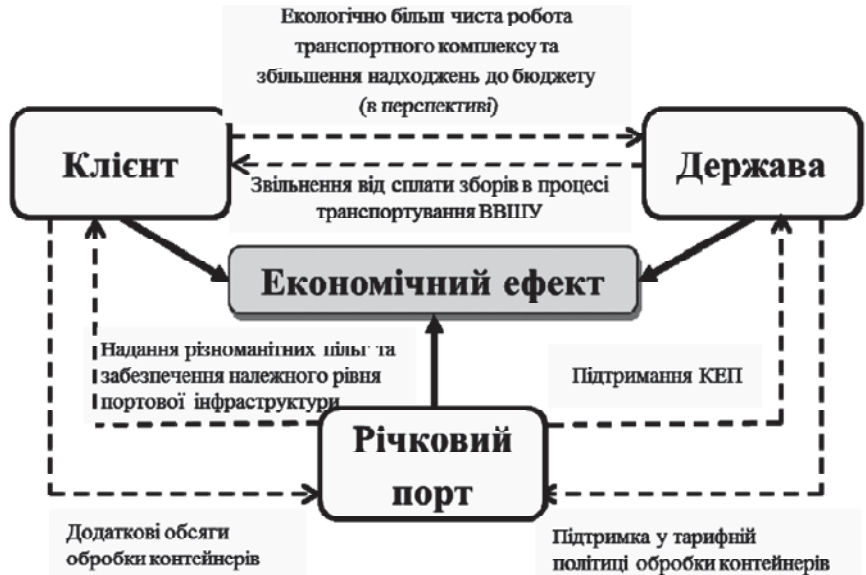 Екологічно більш чиста робота
транспортного комплексу та
збільшення надходжень до бюджету
(в перспективі)
Клієнт
Держава
Звільнення від сплати зборів в процесі
транспортування ВВШУ
Економічний ефект
Надання різноманітних пільг та
забезпечення належного рівня
портової інфраструктури
Підтримання КЕП
Річковий
порт
Додаткові обсяги
обробки контейнерів
Підтримка у тарифній
політиці обробки контейнерів